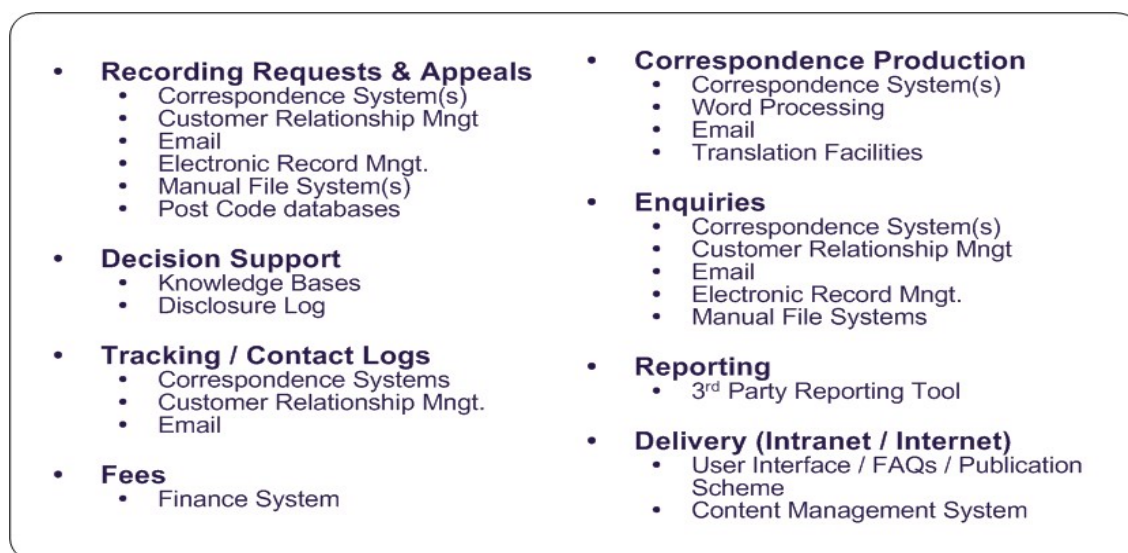 • Recording Requests & Appeals
• Correspondence System(s)
• Customer Relationship Mngt
• Email
• Electronic Record Mngt.
• Manual File System(s)
• Post Code databases
• Decision Support
• Knowledge Bases
• Disclosure Log
• Tracking / Contact Logs
• Correspondence Systems
• Customer Relationship Mngt.
• Email
• Fees
• Finance System
• Correspondence Production
• Correspondence System(s)
• Word Processing
• Email
• Translation Facilities
• Enquiries
• Correspondence System(s)
• Customer Relationship Mngt
• Email
• Electronic Record Mngt.
• Manual File Systems
• Reporting
• 3rd Party Reporting Tool
• Delivery (Intranet / Internet)
• User Interface / FAQs / Publication
Scheme
• Content Management System